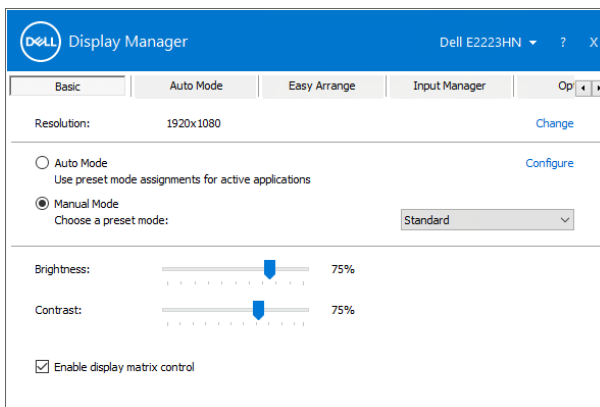 DELL Display Manager Dell E2223HN ? X
Basic Auto Mode Easy Arrange Input Manager Op
Resolution: 1920x1080 Change
Auto Mode Configure
Use preset mode assignments for active applications
Manual Mode
Choose a preset mode: Standard
Brightness: 75%
Contrast: 75%
Enable display matrix control